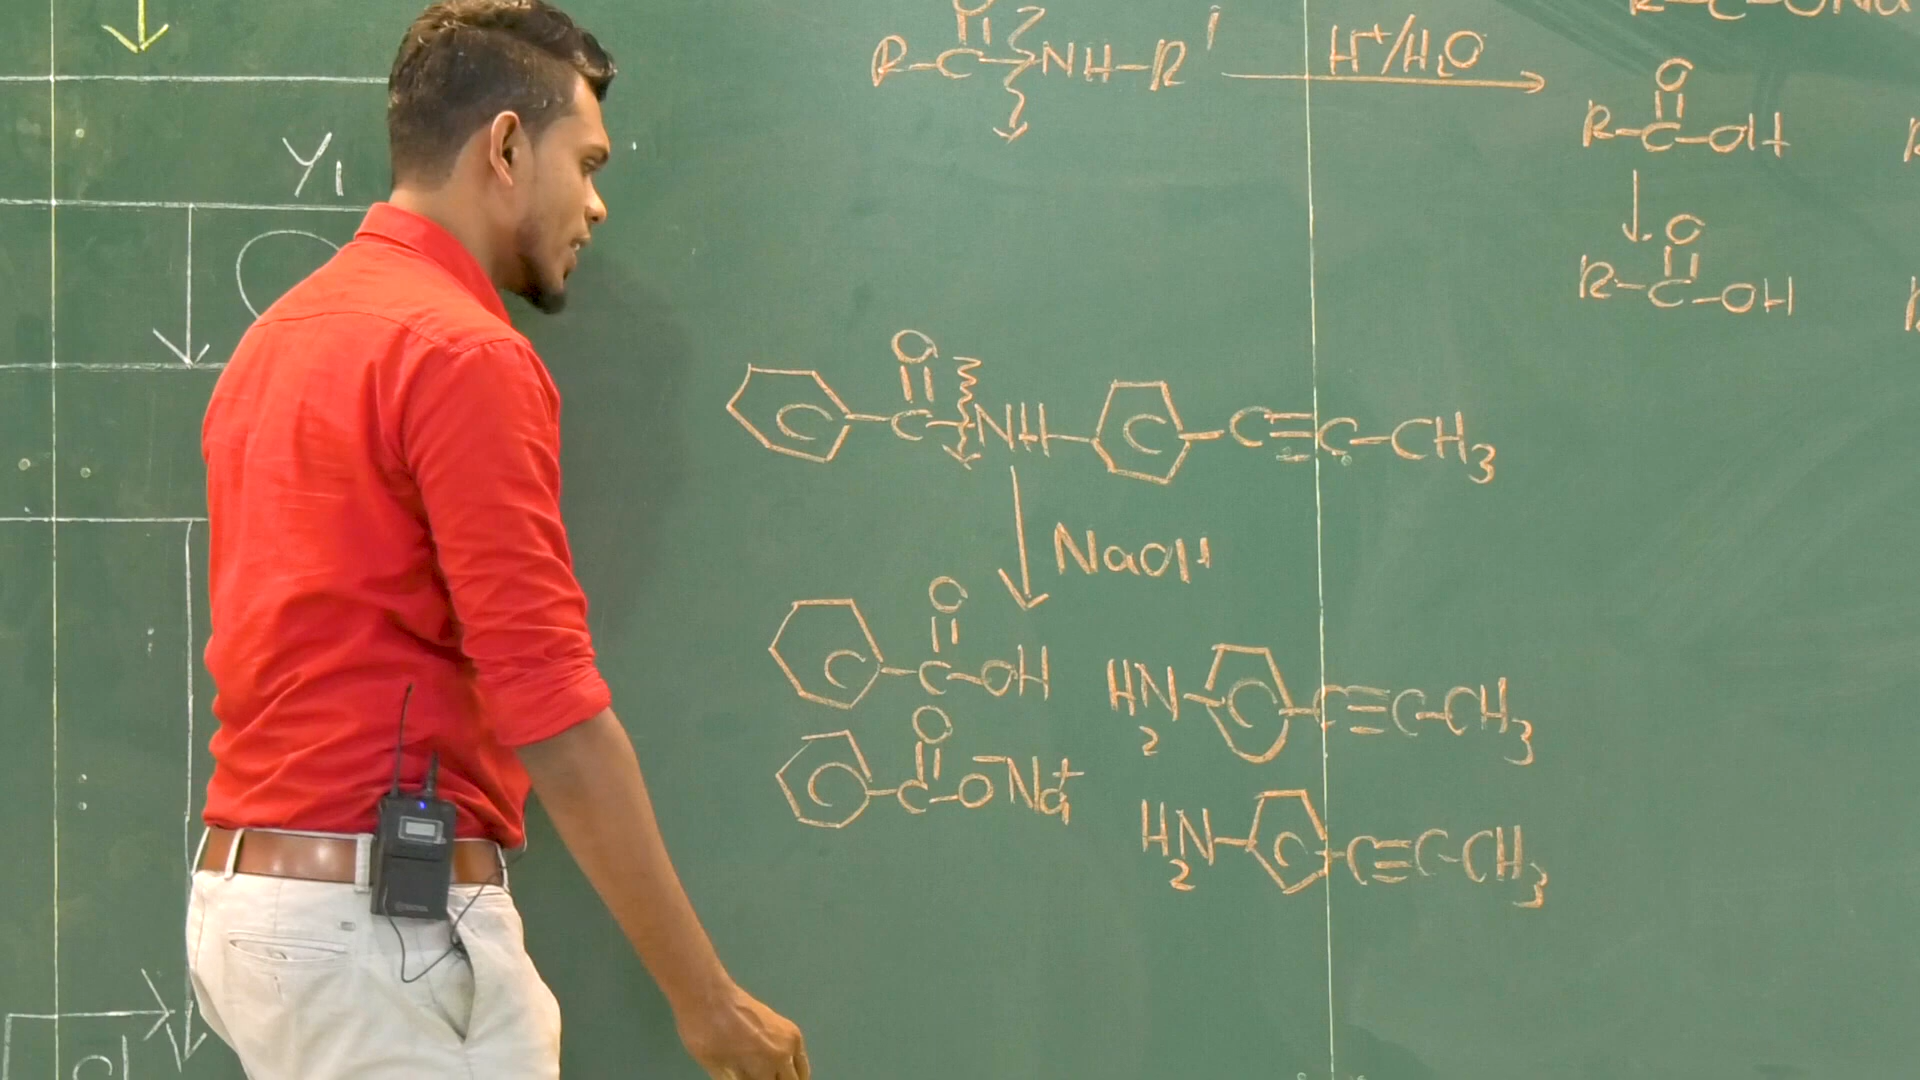 R-C-NH-R'
H⁺/H₂O
O
R-C-OH
O
R-C-OH
Y₁
O
C-C-NH-C-C≡C-CH₃
NaOH
O
C-C-OH
H₂N-C-C≡C-CH₃
O
C-C-O⁻Na⁺
H₂N-C-C≡C-CH₃